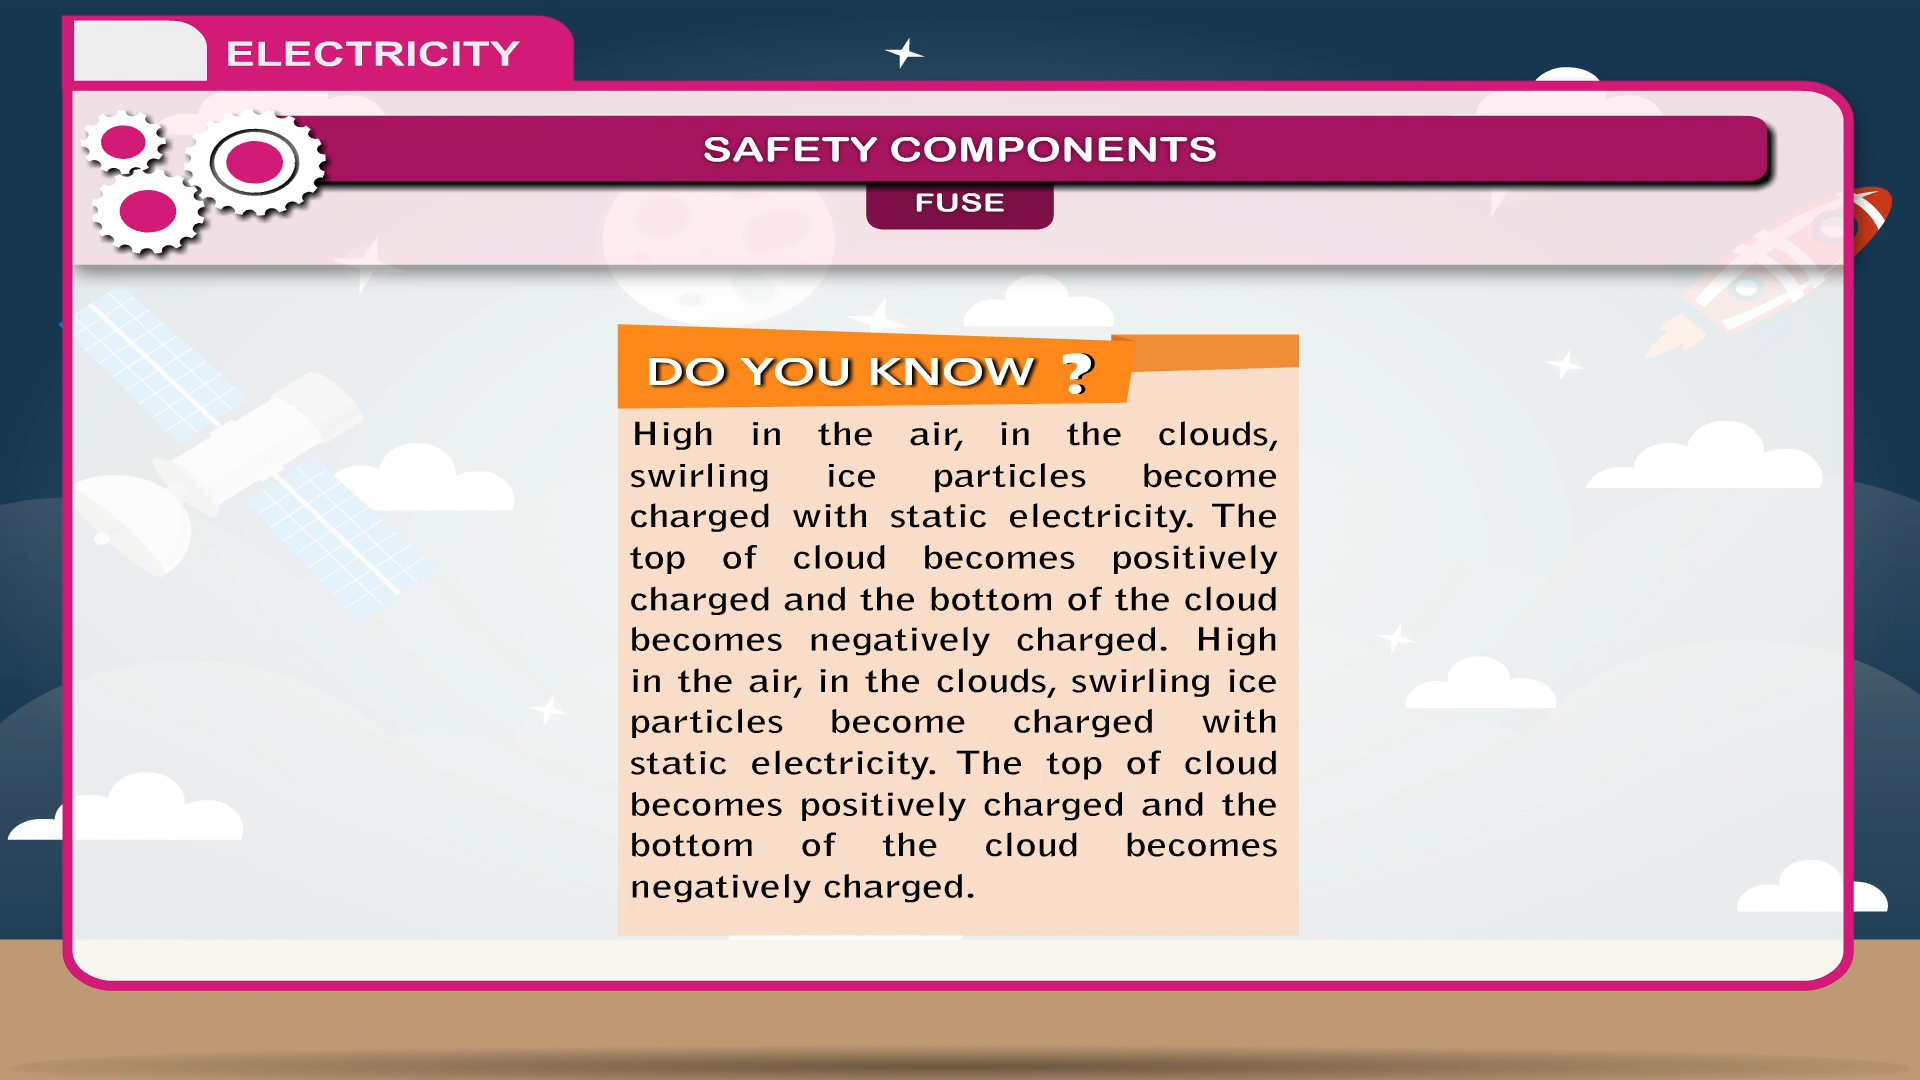 ELECTRICITY
SAFETY COMPONENTS
FUSE
DO YOU KNOW ?
High in the air, in the clouds,
swirling ice particles become
charged with static electricity. The
top of cloud becomes positively
charged and the bottom of the cloud
becomes negatively charged. High
in the air, in the clouds, swirling ice
particles become charged with
static electricity. The top of cloud
becomes positively charged and the
bottom of the cloud becomes
negatively charged.